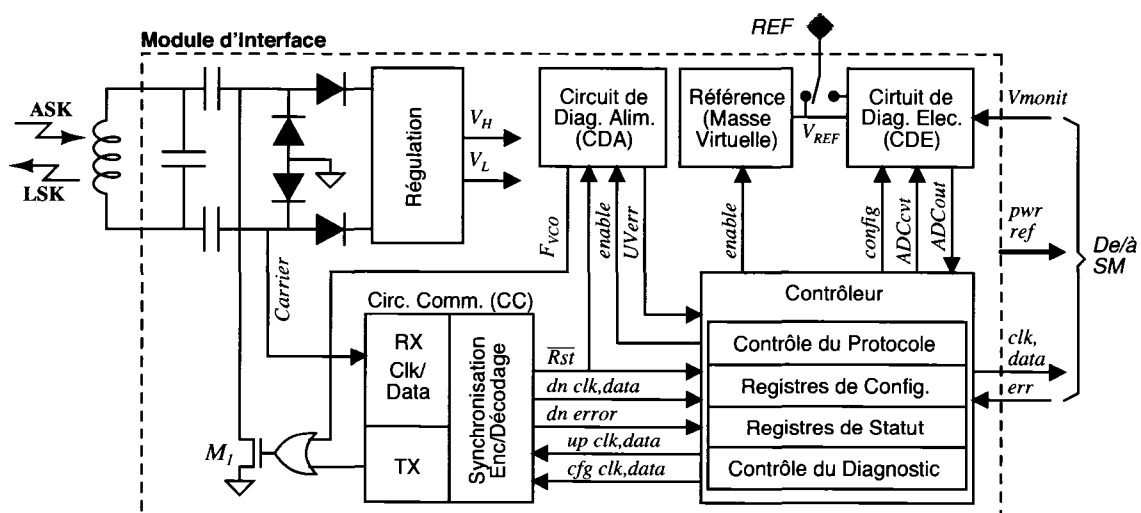 REF
Module d'Interface
ASK
LSK
Régulation
V_H
V_L
Circuit de
Diag. Alim.
(CDA)
Référence
(Masse
Virtuelle)
V_REF
Cirtuit de
Diag. Elec.
(CDE)
Vmonit
F_VCO
enable
UVerr
enable
config
ADCcvt
ADCout
pwr
ref
De/à
SM
Carrier
Circ. Comm. (CC)
RX
Clk/
Data
TX
Synchronisation
Enc/Décodage
Rst
dn clk,data
dn error
up clk,data
cfg clk,data
Contrôleur
Contrôle du Protocole
Registres de Config.
Registres de Statut
Contrôle du Diagnostic
clk,
data
err
M_I